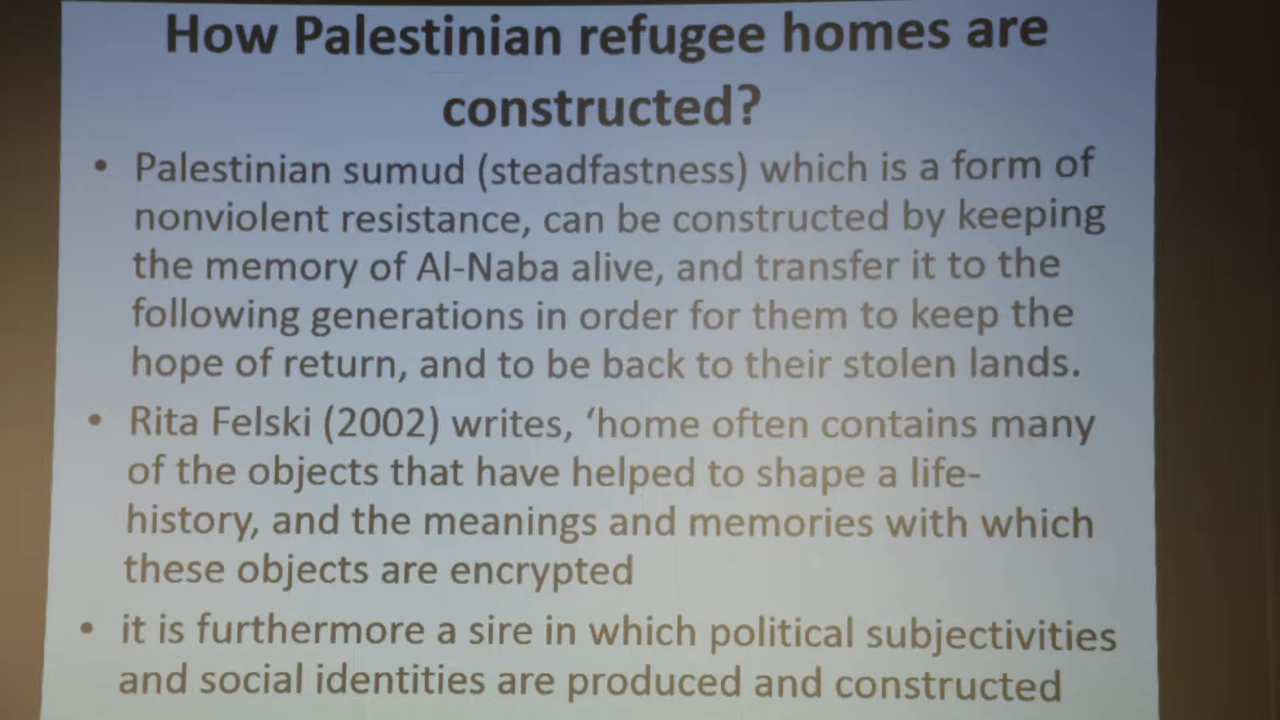 How Palestinian refugee homes are
constructed?
• Palestinian sumud (steadfastness) which is a form of
nonviolent resistance, can be constructed by keeping
the memory of Al-Naba alive, and transfer it to the
following generations in order for them to keep the
hope of return, and to be back to their stolen lands.
• Rita Felski (2002) writes, ‘home often contains many
of the objects that have helped to shape a life-
history, and the meanings and memories with which
these objects are encrypted
• it is furthermore a sire in which political subjectivities
and social identities are produced and constructed